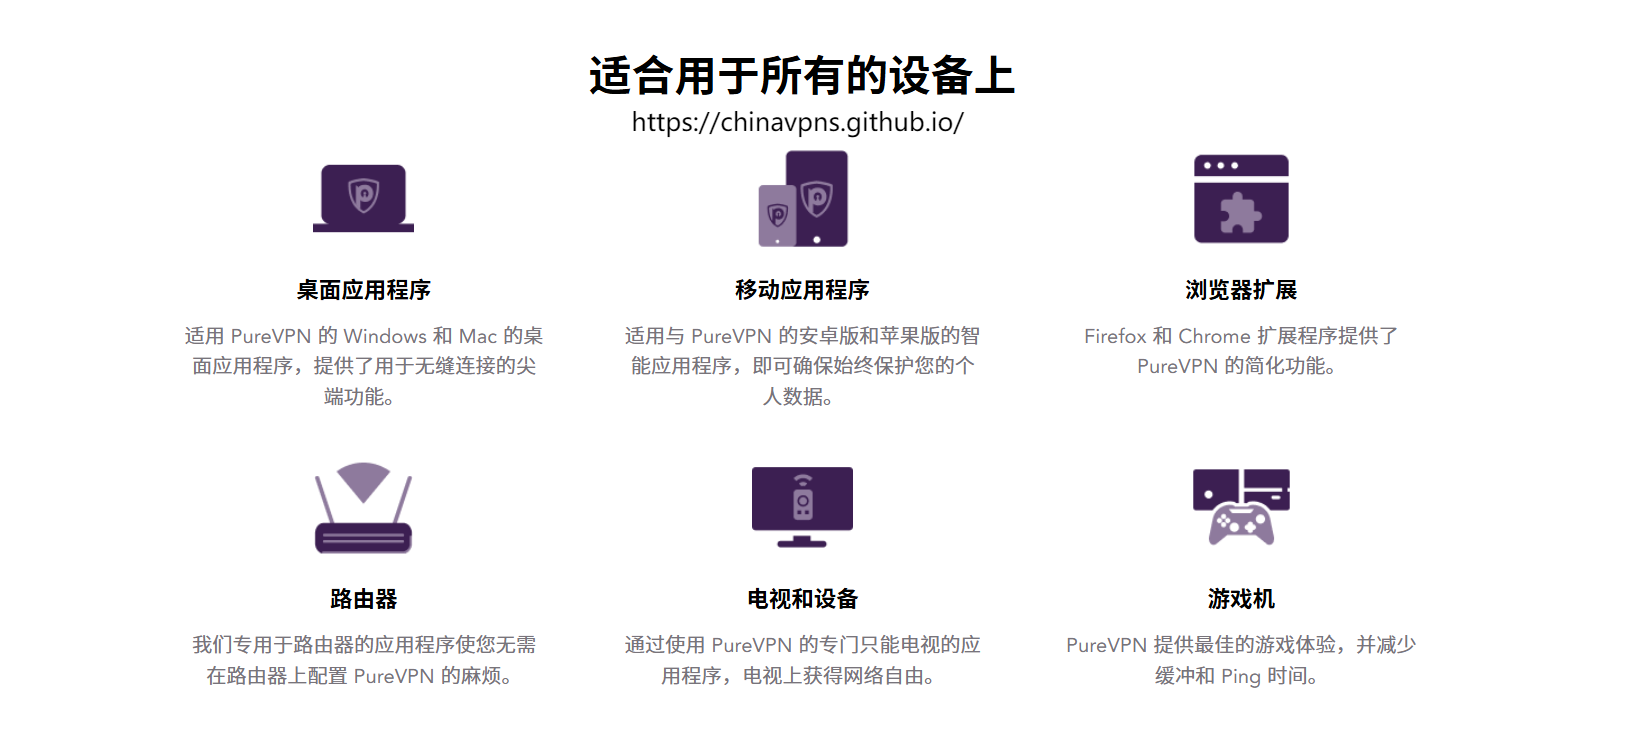 适合用于所有的设备上
https://chinavpns.github.io/
桌面应用程序
适用 PureVPN 的 Windows 和 Mac 的桌
面应用程序，提供了用于无缝连接的尖
端功能。
移动应用程序
适用与 PureVPN 的安卓版和苹果版的智
能应用程序，即可确保始终保护您的个
人数据。
浏览器扩展
Firefox 和 Chrome 扩展程序提供了
PureVPN 的简化功能。
路由器
我们专用于路由器的应用程序使您无需
在路由器上配置 PureVPN 的麻烦。
电视和设备
通过使用 PureVPN 的专门只能电视的应
用程序，电视上获得网络自由。
游戏机
PureVPN 提供最佳的游戏体验，并减少
缓冲和 Ping 时间。